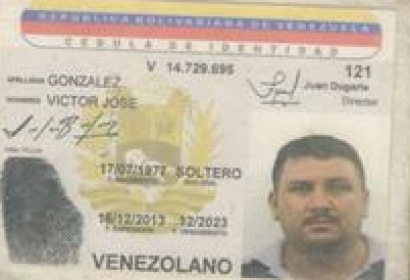 REPUBLICA BOLIVARIANA DE VENEZUELA
CEDULA DE IDENTIDAD
V 14.729.695
121
APELLIDOS GONZALEZ
Juan Dugarte
Director
NOMBRES VICTOR JOSE
17/07/1977 SOLTERO
16/12/2013 12/2023
VENEZOLANO